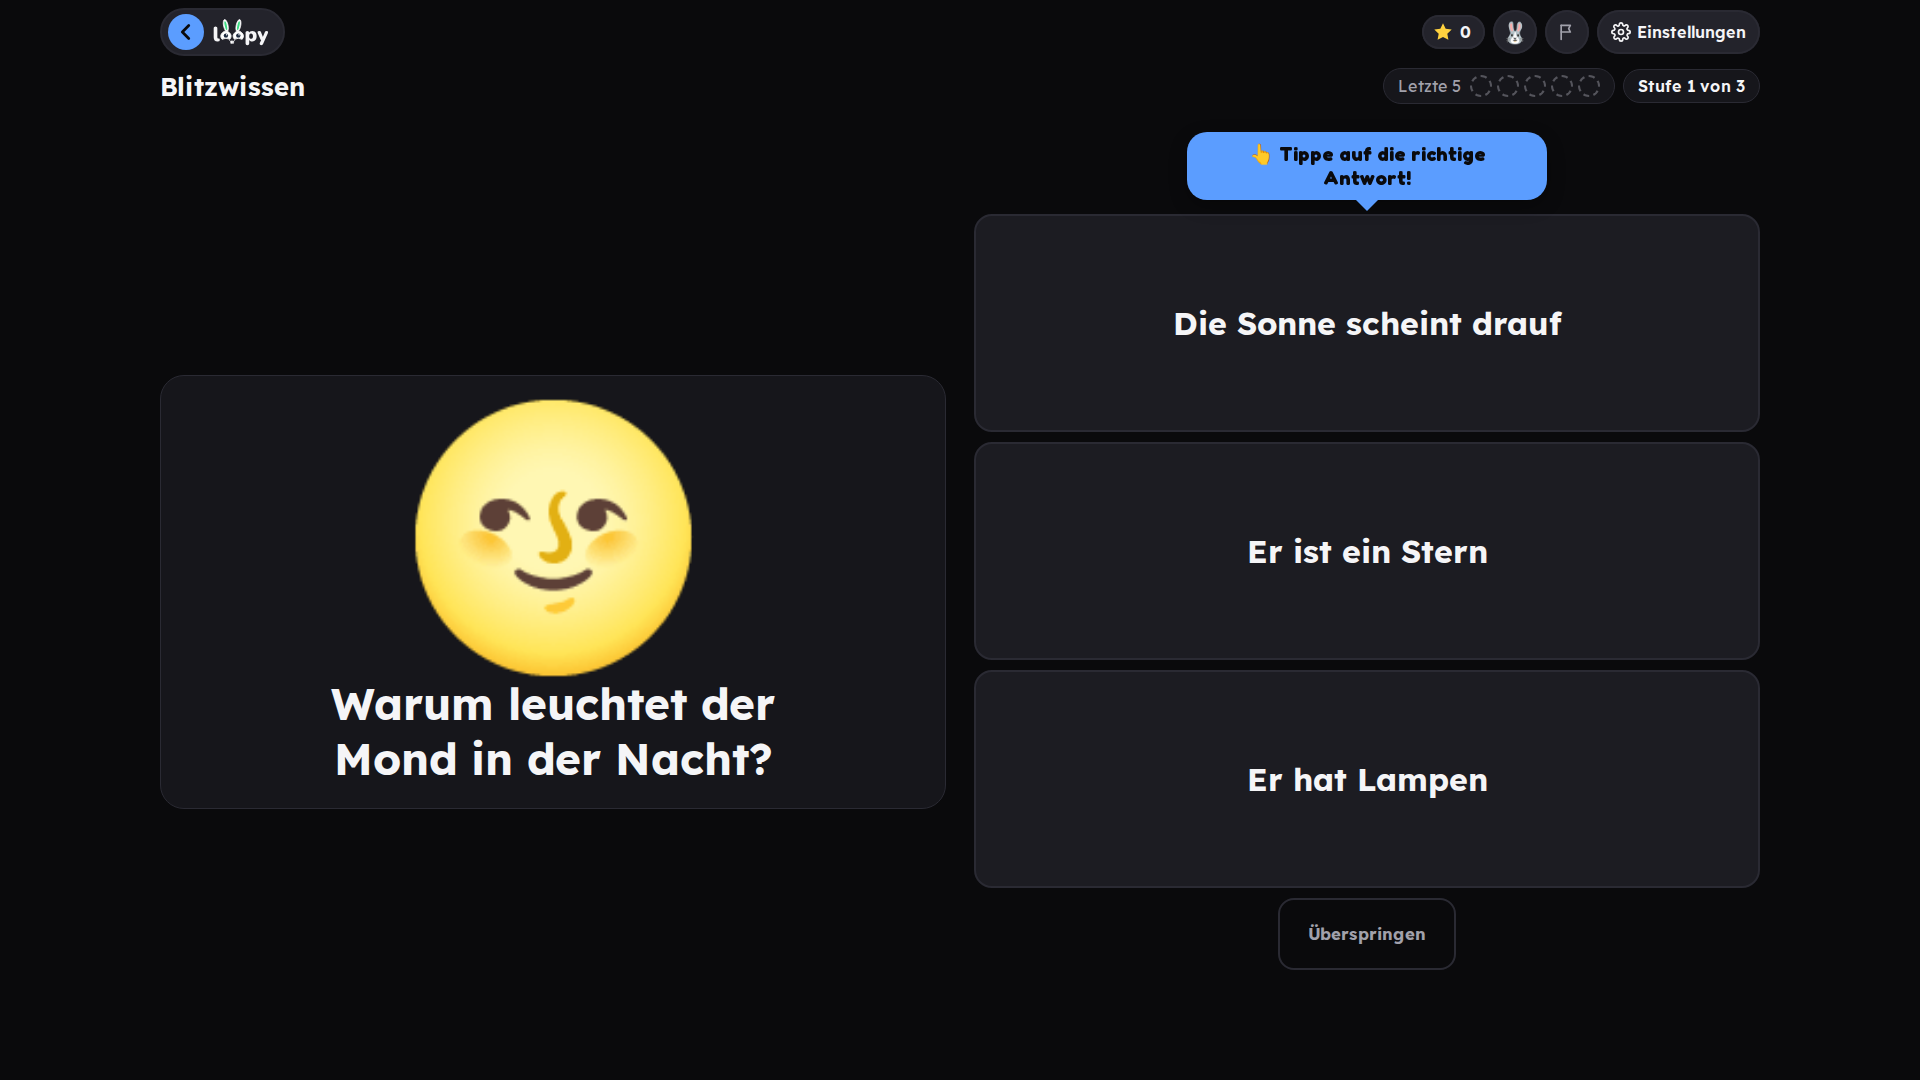 loopy
0
Einstellungen
Blitzwissen
Letzte 5
Stufe 1 von 3
👆 Tippe auf die richtige
Antwort!
Warum leuchtet der
Mond in der Nacht?
Die Sonne scheint drauf
Er ist ein Stern
Er hat Lampen
Überspringen